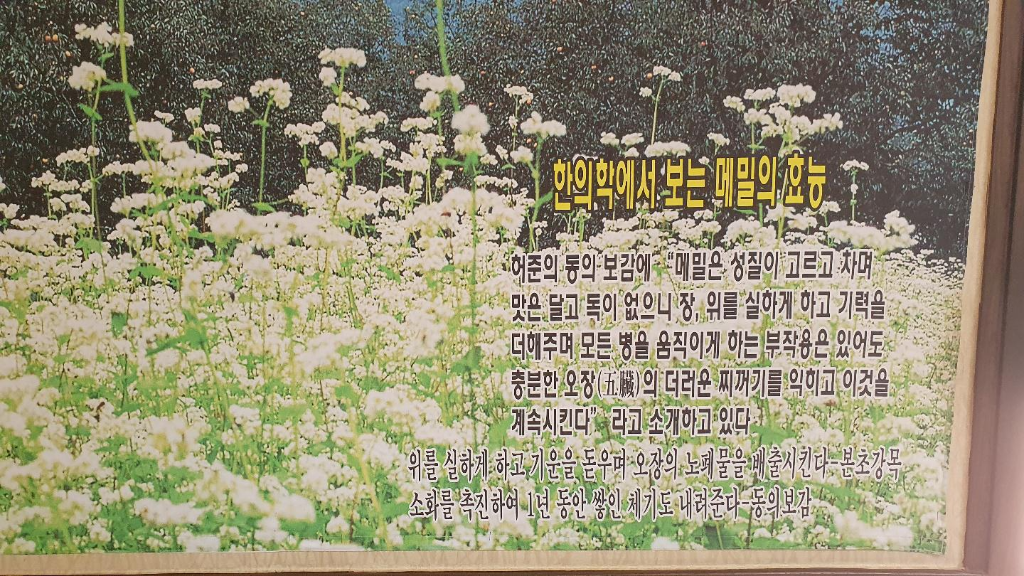 한의학에서 보는 메밀의 효능
허준의 동의 보감에 "메밀은 성질이 고르고 차며
맛은 달고 독이 없으니 장, 위를 실하게 하고 기력을
더해주며 모든 병을 움직이게 하는 부작용은 있어도
충분한 오장(五臟)의 더러운 찌꺼기를 익히고 이것을
계속시킨다" 라고 소개하고 있다
위를 실하게 하고 기운을 돋우며 오장의 노폐물을 배출시킨다-본초강목
소화를 촉진하여 1년 동안 쌓인 체기도 내려준다-동의보감